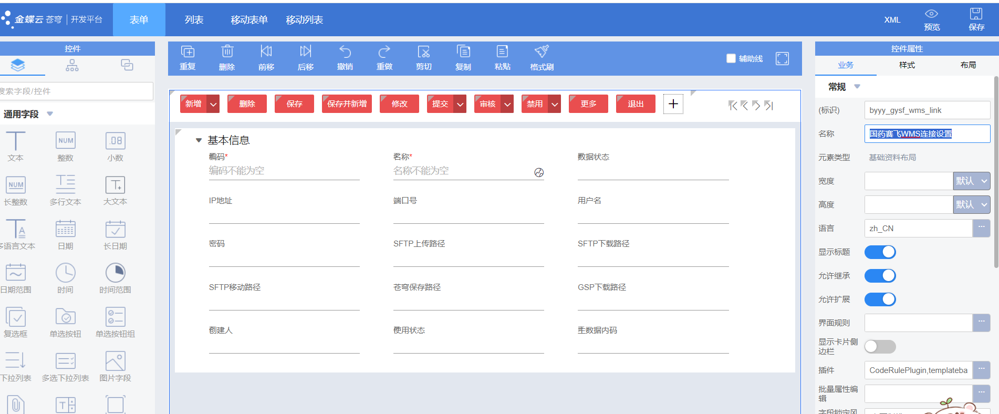 金蝶云 苍穹 | 开发平台
表单
列表
移动表单
移动列表
XML
预览
保存
控件
搜索字段/控件
通用字段
文本
整数
小数
长整数
多行文本
大文本
多语言文本
日期
长日期
日期范围
时间
时间范围
复选框
单选按钮
单选按钮组
下拉列表
多选下拉列表
图片字段
重复
删除
前移
后移
撤销
重做
剪切
复制
粘贴
格式刷
辅助线
新增
删除
保存
保存并新增
修改
提交
审核
禁用
更多
退出
基本信息
编码*
编码不能为空
名称*
名称不能为空
数据状态
IP地址
端口号
用户名
密码
SFTP上传路径
SFTP下载路径
SFTP移动路径
苍穹保存路径
GSP下载路径
创建人
使用状态
主数据内码
控件属性
业务
样式
布局
常规
(标识)
byyy_gysf_wms_link
名称
国药赛飞WMS连接设置
元素类型
基础资料布局
宽度
默认
高度
默认
语言
zh_CN
显示标题
允许继承
允许扩展
界面规则
显示卡片侧
边栏
插件
CodeRulePlugin,templateba
批量属性编
辑